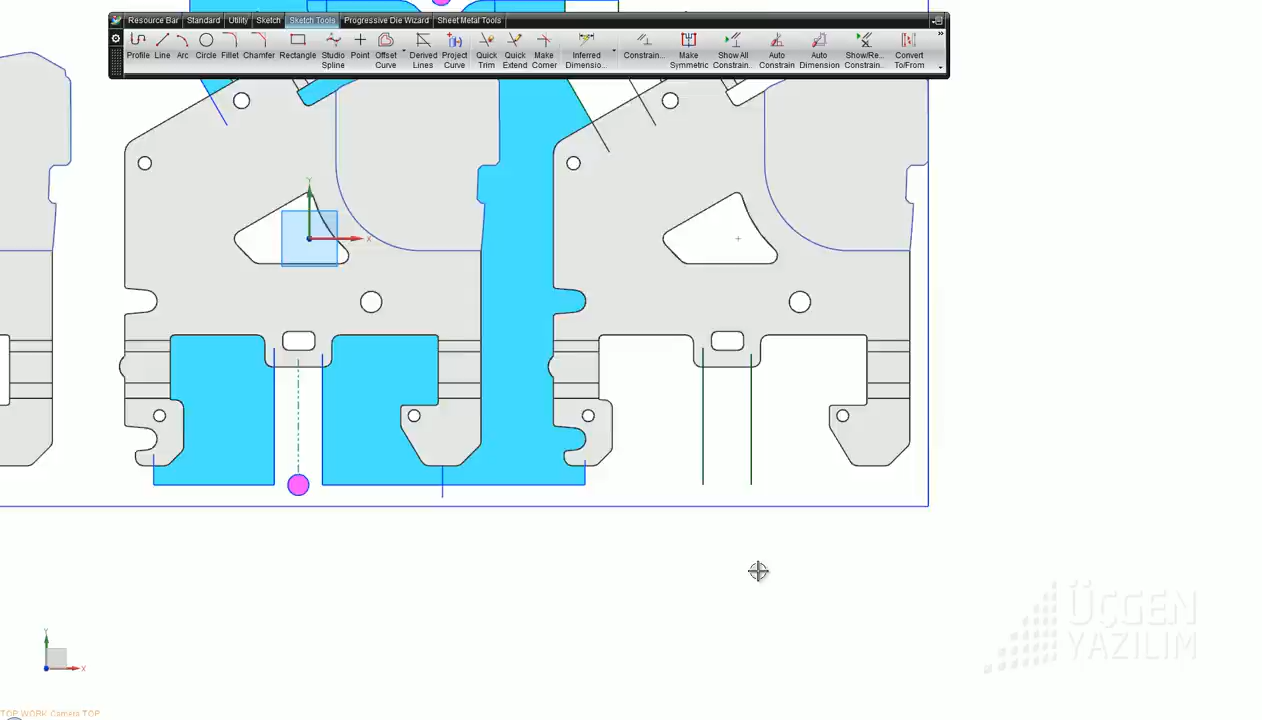 Resource Bar Standard Utility Sketch Sketch Tools Progressive Die Wizard Sheet Metal Tools
Profile Line Arc Circle Fillet Chamfer Rectangle Studio Spline Point Offset Curve Derived Lines Project Curve Quick Trim Quick Extend Make Corner Inferred Dimensio... Constrain... Make Symmetric Show All Constrain... Auto Constrain Auto Dimension Show/Re... Constrain... Convert To/From
Y
X
ÜÇGEN
YAZILIM
Y
X
TOP WORK Camera TOP